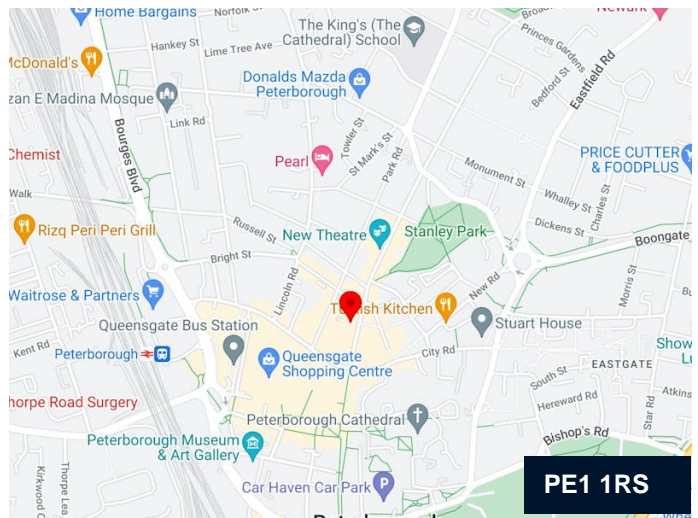 Home Bargains
Newark
The King's (The
Cathedral) School
Hankey St
Lime Tree Ave
Princes Gardens
McDonald's
Donalds Mazda
Peterborough
Bedford St
Eastfield Rd
zan E Madina Mosque
Link Rd
Towler St
St Mark's St
Park Rd
Bourges Blvd
Chemist
Pearl
Monument St
PRICE CUTTER
& FOODPLUS
Walk
Whalley St
Charles St
Russell St
Dickens St
Rizq Peri Peri Grill
New Theatre
Stanley Park
Boongate
Bright St
Lincoln Rd
New Rd
Morris St
Waitrose & Partners
Turkish Kitchen
Queensgate Bus Station
Stuart House
Kent Rd
Peterborough
City Rd
Queensgate
Shopping Centre
EASTGATE
South St
Hereward Rd
Star Rd
Atkins
horpe Road Surgery
Peterborough Cathedral
Bishop's Rd
Peterborough Museum
& Art Gallery
Thorpe Lea
Car Haven Car Park
PE1 1RS